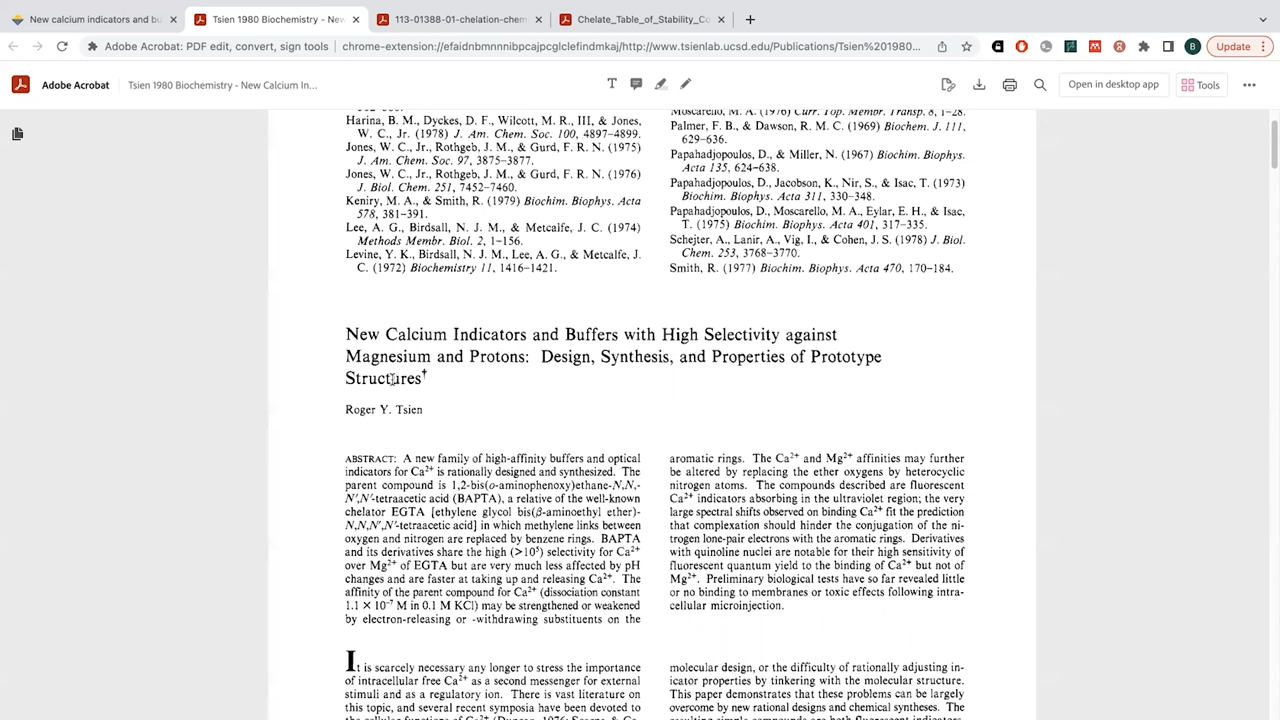 New calcium indicators and bu
Tsien 1980 Biochemistry - New
113-01388-01-chelation-chem
Chelate_Table_of_Stability_Co
Adobe Acrobat: PDF edit, convert, sign tools
chrome-extension://efaidnbmnnnibpcajpcglclefindmkaj/http://www.tsienlab.ucsd.edu/Publications/Tsien%201980...
B
Update
Adobe Acrobat
Tsien 1980 Biochemistry - New Calcium In...
Open in desktop app
Tools
Harina, B. M., Dyckes, D. F., Wilcott, M. R., III, & Jones,
W. C., Jr. (1978) J. Am. Chem. Soc. 100, 4897–4899.
Jones, W. C., Jr., Rothgeb, J. M., & Gurd, F. R. N. (1975)
J. Am. Chem. Soc. 97, 3875–3877.
Jones, W. C., Jr., Rothgeb, J. M., & Gurd, F. R. N. (1976)
J. Biol. Chem. 251, 7452–7460.
Keniry, M. A., & Smith, R. (1979) Biochim. Biophys. Acta
578, 381–391.
Lee, A. G., Birdsall, N. J. M., & Metcalfe, J. C. (1974)
Methods Membr. Biol. 2, 1–156.
Levine, Y. K., Birdsall, N. J. M., Lee, A. G., & Metcalfe, J.
C. (1972) Biochemistry 11, 1416–1421.
Moscarello, M. A. (1976) Curr. Top. Membr. Transp. 8, 1–28.
Palmer, F. B., & Dawson, R. M. C. (1969) Biochem. J. 111,
629–636.
Papahadjopoulos, D., & Miller, N. (1967) Biochim. Biophys.
Acta 135, 624–638.
Papahadjopoulos, D., Jacobson, K., Nir, S., & Isac, T. (1973)
Biochim. Biophys. Acta 311, 330–348.
Papahadjopoulos, D., Moscarello, M. A., Eylar, E. H., & Isac,
T. (1975) Biochim. Biophys. Acta 401, 317–335.
Schejter, A., Lanir, A., Vig, I., & Cohen, J. S. (1978) J. Biol.
Chem. 253, 3768–3770.
Smith, R. (1977) Biochim. Biophys. Acta 470, 170–184.
New Calcium Indicators and Buffers with High Selectivity against
Magnesium and Protons: Design, Synthesis, and Properties of Prototype
Structures†
Roger Y. Tsien
ABSTRACT: A new family of high-affinity buffers and optical
indicators for Ca²⁺ is rationally designed and synthesized. The
parent compound is 1,2-bis(o-aminophenoxy)ethane-N,N,-
N′,N′-tetraacetic acid (BAPTA), a relative of the well-known
chelator EGTA [ethylene glycol bis(β-aminoethyl ether)-
N,N,N′,N′-tetraacetic acid] in which methylene links between
oxygen and nitrogen are replaced by benzene rings. BAPTA
and its derivatives share the high (>10⁵) selectivity for Ca²⁺
over Mg²⁺ of EGTA but are very much less affected by pH
changes and are faster at taking up and releasing Ca²⁺. The
affinity of the parent compound for Ca²⁺ (dissociation constant
1.1 × 10⁻⁷ M in 0.1 M KCl) may be strengthened or weakened
by electron-releasing or -withdrawing substituents on the
aromatic rings. The Ca²⁺ and Mg²⁺ affinities may further
be altered by replacing the ether oxygens by heterocyclic
nitrogen atoms. The compounds described are fluorescent
Ca²⁺ indicators absorbing in the ultraviolet region; the very
large spectral shifts observed on binding Ca²⁺ fit the prediction
that complexation should hinder the conjugation of the ni-
trogen lone-pair electrons with the aromatic rings. Derivatives
with quinoline nuclei are notable for their high sensitivity of
fluorescent quantum yield to the binding of Ca²⁺ but not of
Mg²⁺. Preliminary biological tests have so far revealed little
or no binding to membranes or toxic effects following intra-
cellular microinjection.
It is scarcely necessary any longer to stress the importance
of intracellular free Ca²⁺ as a second messenger for external
stimuli and as a regulatory ion. There is vast literature on
this topic, and several recent symposia have been devoted to
molecular design, or the difficulty of rationally adjusting in-
dicator properties by tinkering with the molecular structure.
This paper demonstrates that these problems can be largely
overcome by new rational designs and chemical syntheses. The